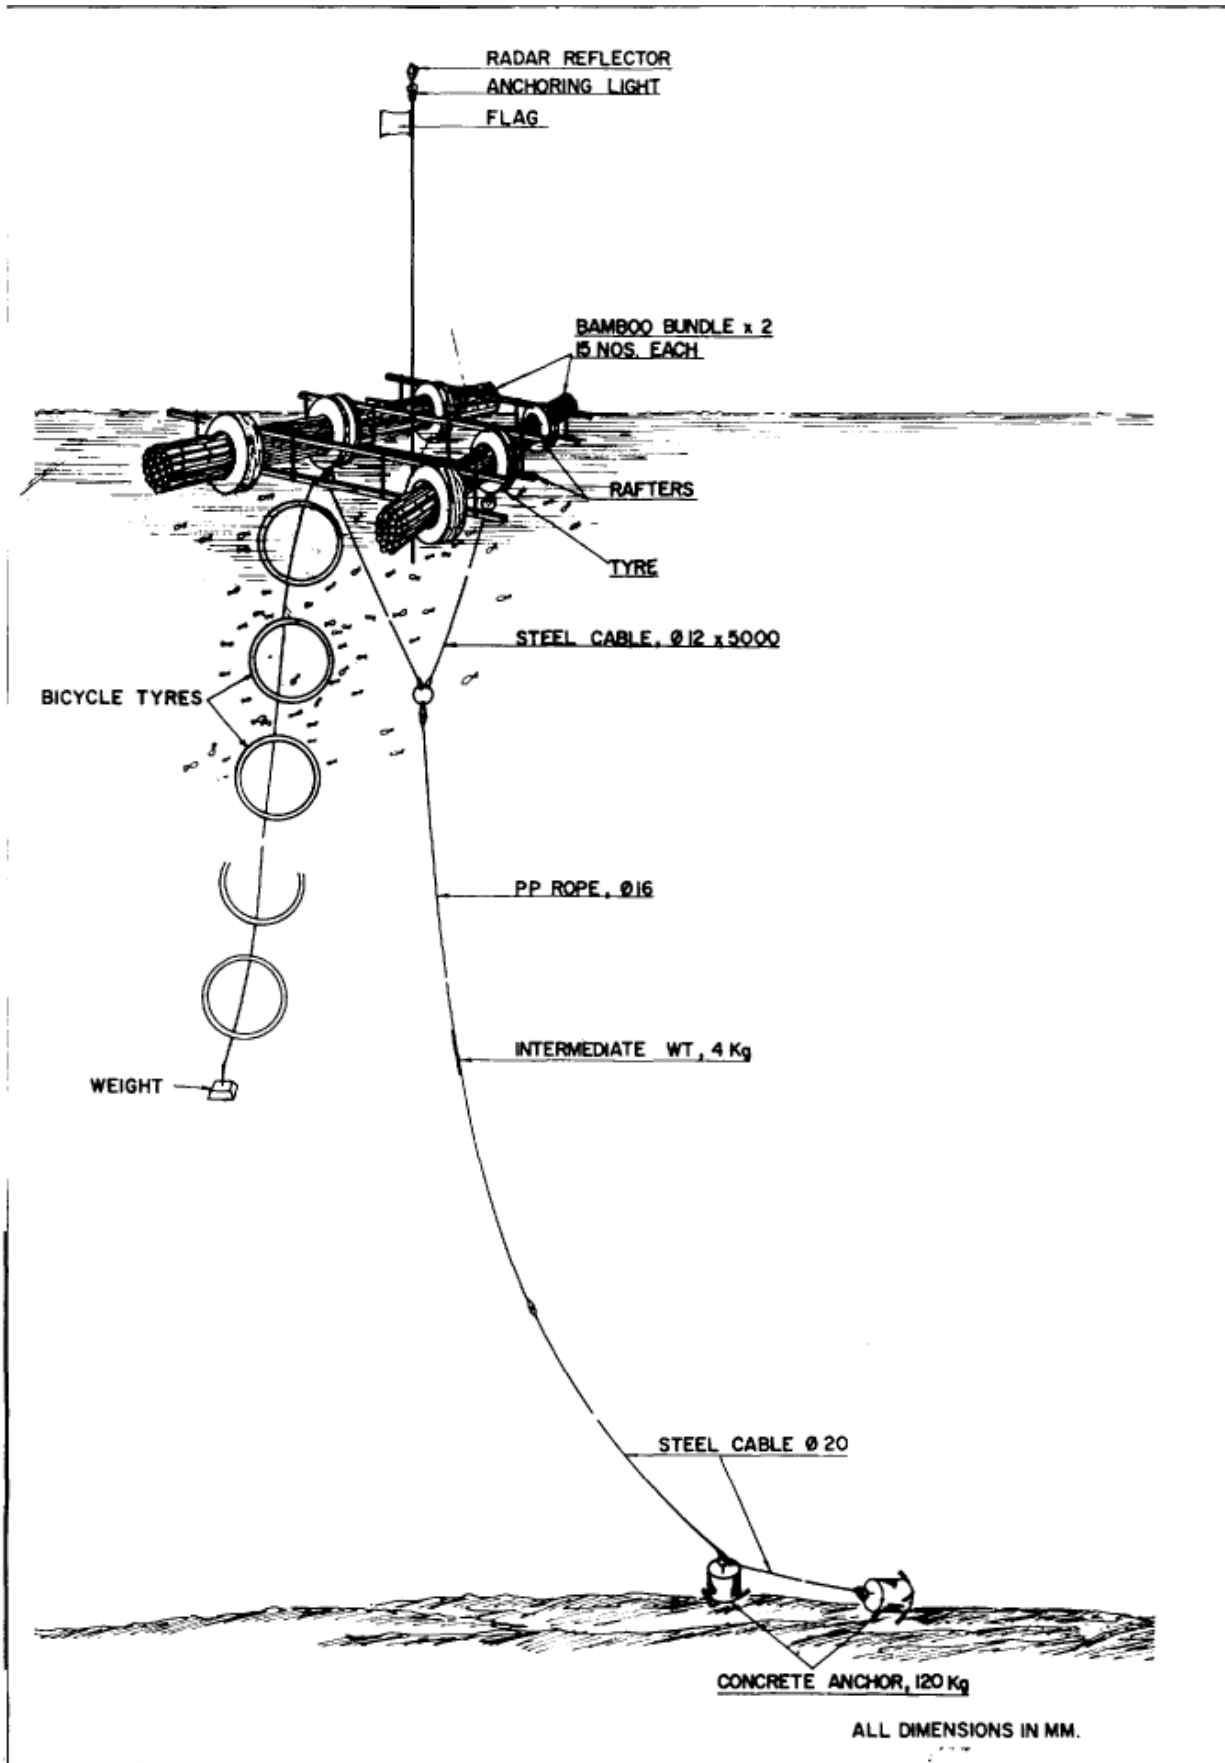 RADAR REFLECTOR
ANCHORING LIGHT
FLAG
BAMBOO BUNDLE x 2
15 NOS. EACH
RAFTERS
TYRE
STEEL CABLE, Ø12 x 5000
BICYCLE TYRES
PP ROPE, Ø16
INTERMEDIATE WT, 4 Kg
WEIGHT
STEEL CABLE Ø 20
CONCRETE ANCHOR, 120 Kg
ALL DIMENSIONS IN MM.